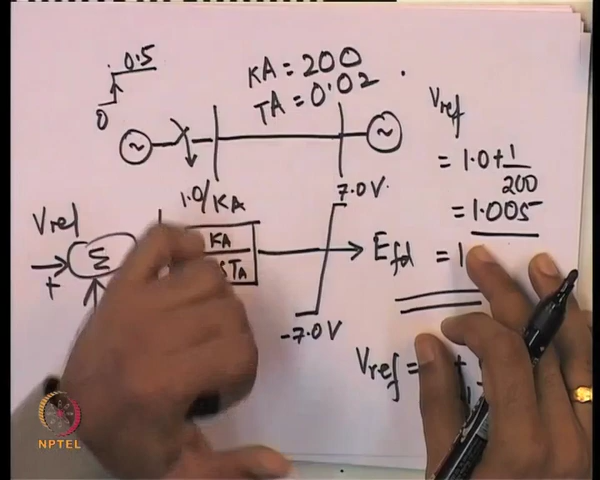 0.5
0
KA = 200
TA = 0.02
~
~
Vref
= 1.0 + 1/200
= 1.005
1.0/KA
7.0V
Vref
+
Σ
KA
STA
Efd = 1
-7.0V
Vref =
NPTEL